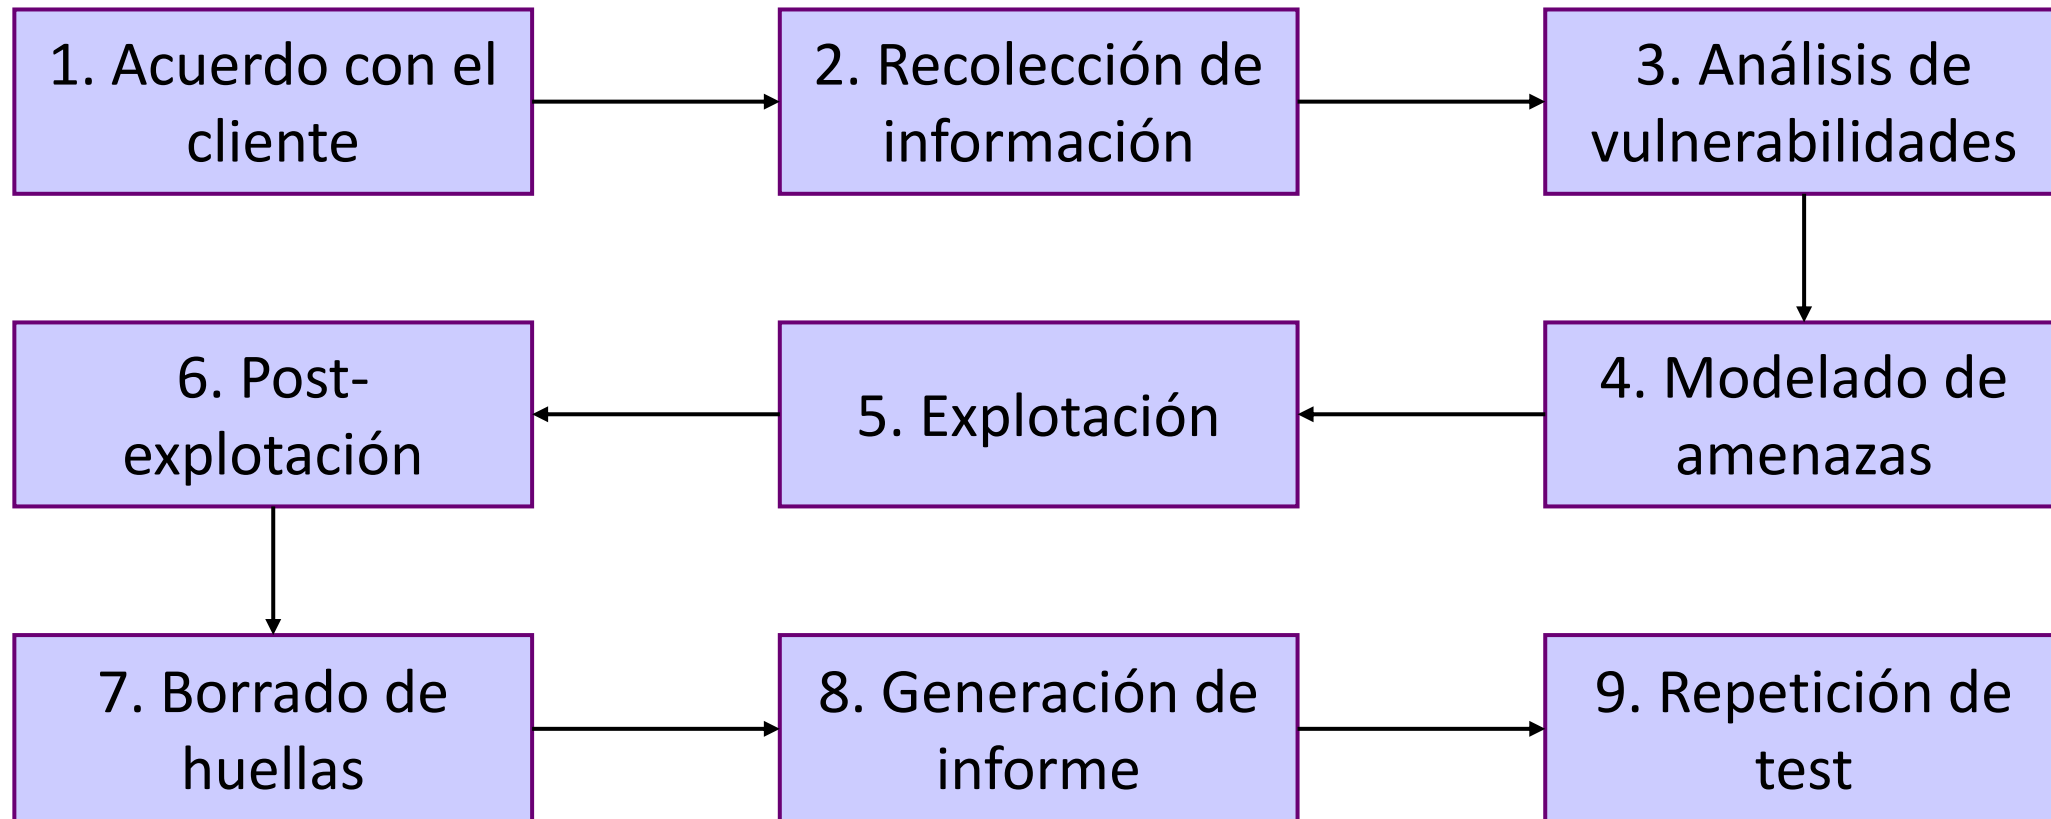 1. Acuerdo con el
cliente
2. Recolección de
información
3. Análisis de
vulnerabilidades
4. Modelado de
amenazas
5. Explotación
6. Post-
explotación
7. Borrado de
huellas
8. Generación de
informe
9. Repetición de
test